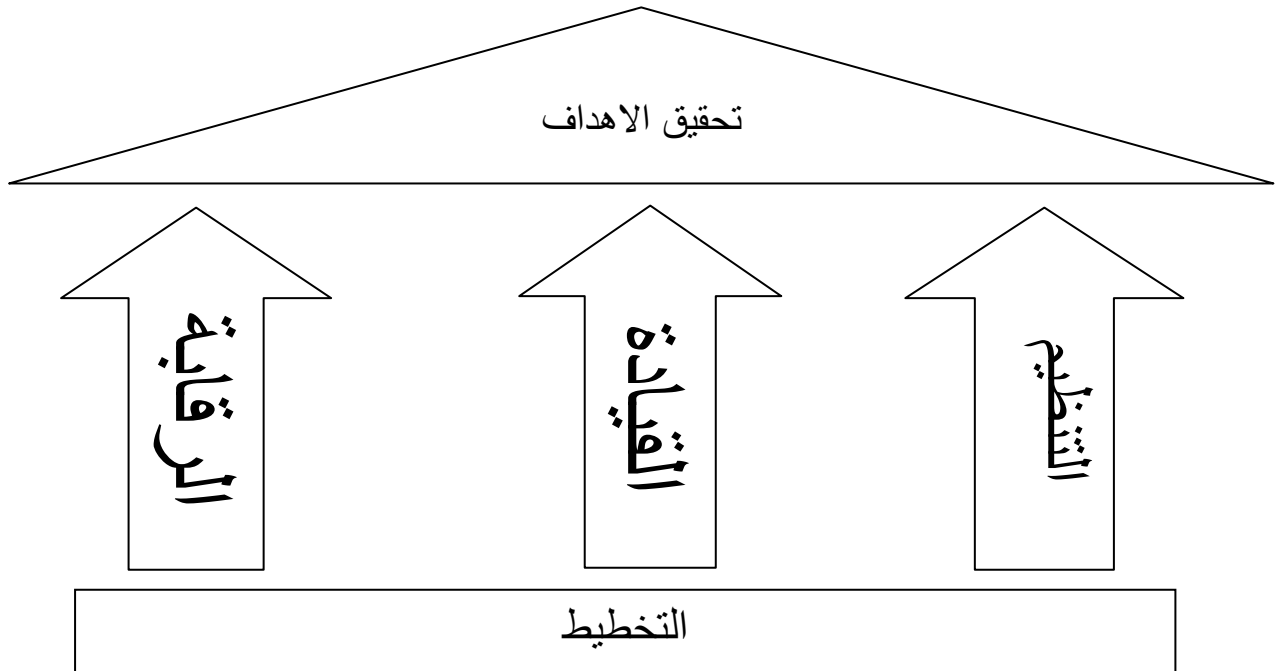 تحقيق الاهداف
التنظيم
القيادة
الرقابة
التخطيط